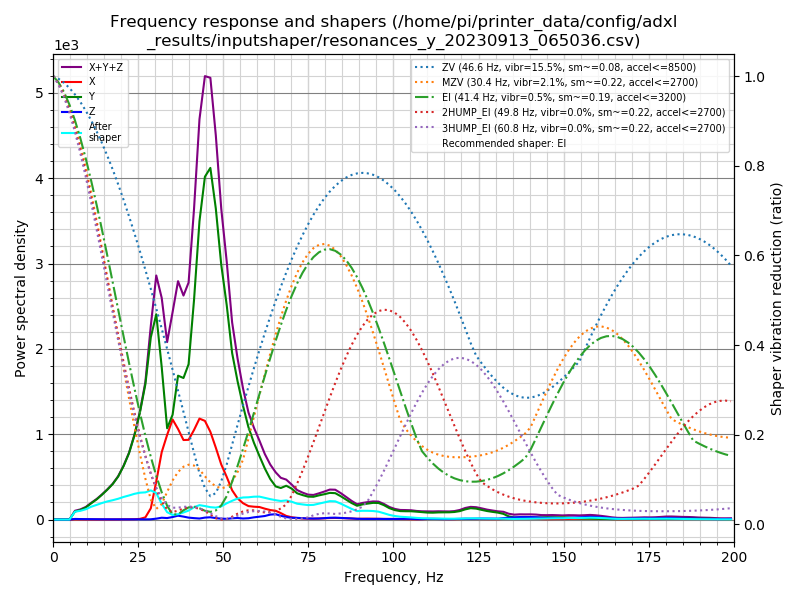 Frequency response and shapers (/home/pi/printer_data/config/adxl
_results/inputshaper/resonances_y_20230913_065036.csv)
1e3
X+Y+Z
X
Y
Z
After
shaper
ZV (46.6 Hz, vibr=15.5%, sm~=0.08, accel<=8500)
MZV (30.4 Hz, vibr=2.1%, sm~=0.22, accel<=2700)
EI (41.4 Hz, vibr=0.5%, sm~=0.19, accel<=3200)
2HUMP_EI (49.8 Hz, vibr=0.0%, sm~=0.22, accel<=2700)
3HUMP_EI (60.8 Hz, vibr=0.0%, sm~=0.22, accel<=2700)
Recommended shaper: EI
Power spectral density
5
4
3
2
1
0
1.0
0.8
0.6
0.4
0.2
0.0
Shaper vibration reduction (ratio)
0 25 50 75 100 125 150 175 200
Frequency, Hz